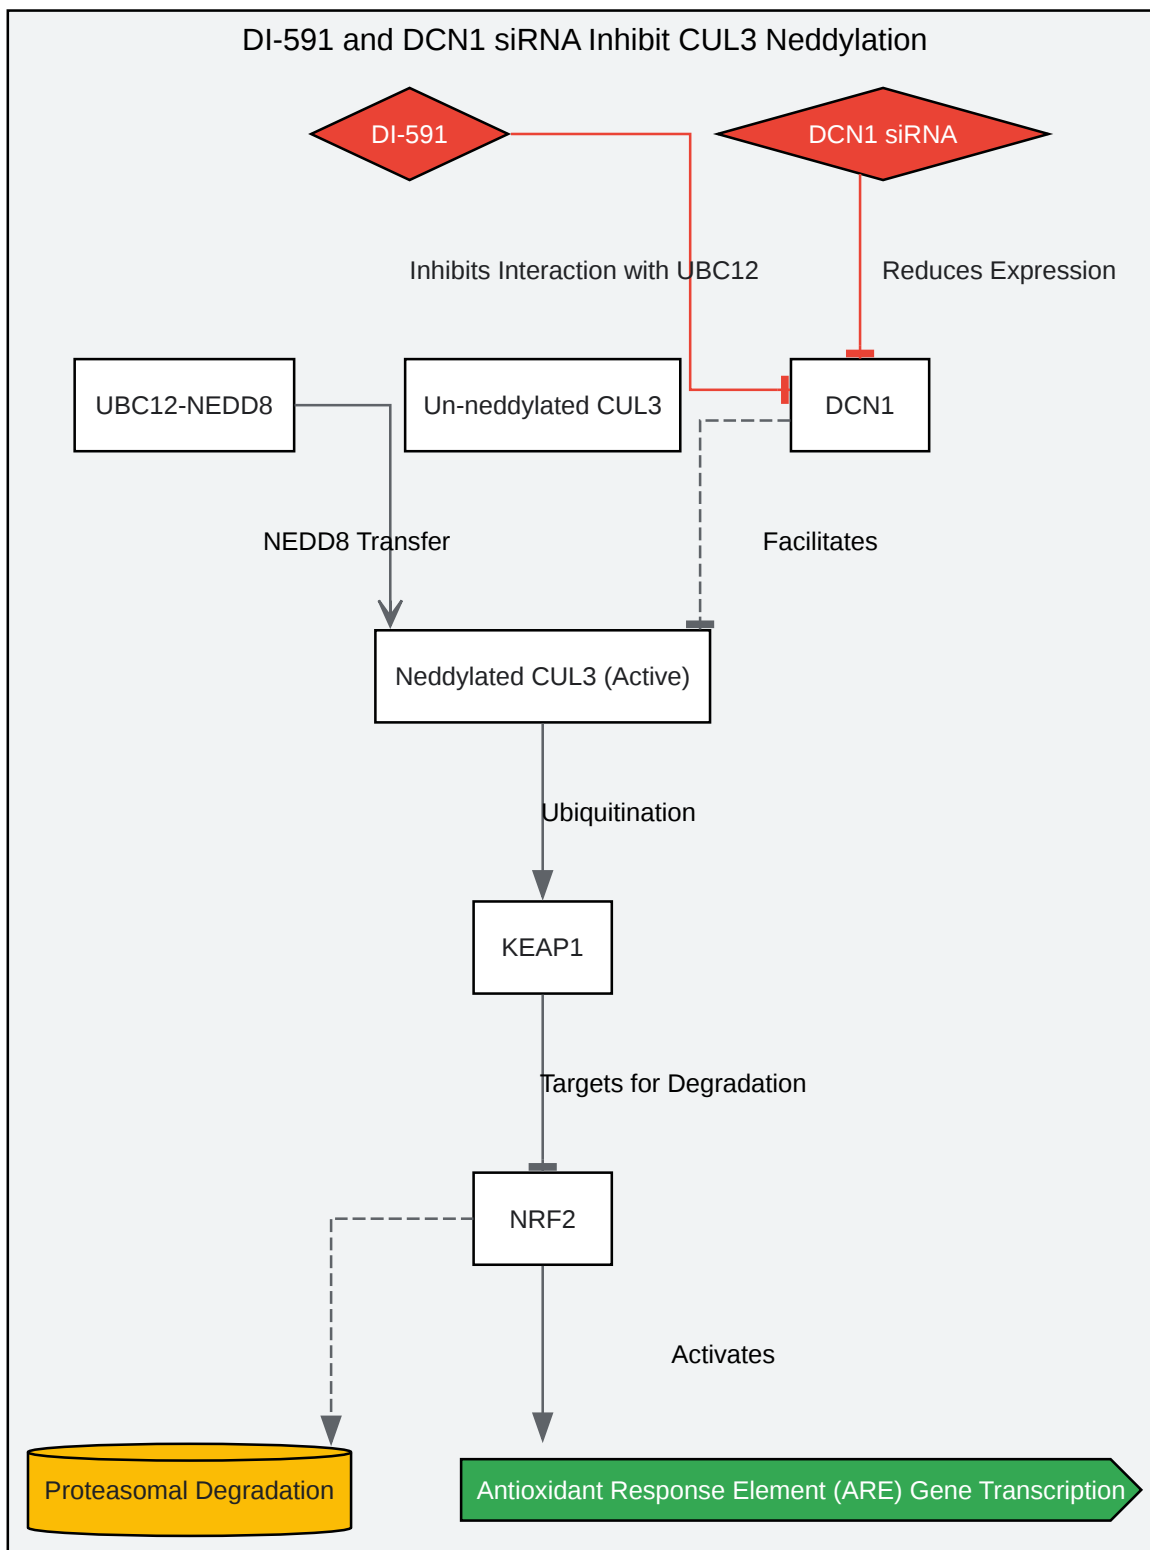 DI-591 and DCN1 siRNA Inhibit CUL3 Neddylation
DI-591
DCN1 siRNA
Inhibits Interaction with UBC12
Reduces Expression
UBC12-NEDD8
Un-neddylated CUL3
DCN1
NEDD8 Transfer
Facilitates
Neddylated CUL3 (Active)
Ubiquitination
KEAP1
Targets for Degradation
NRF2
Activates
Proteasomal Degradation
Antioxidant Response Element (ARE) Gene Transcription